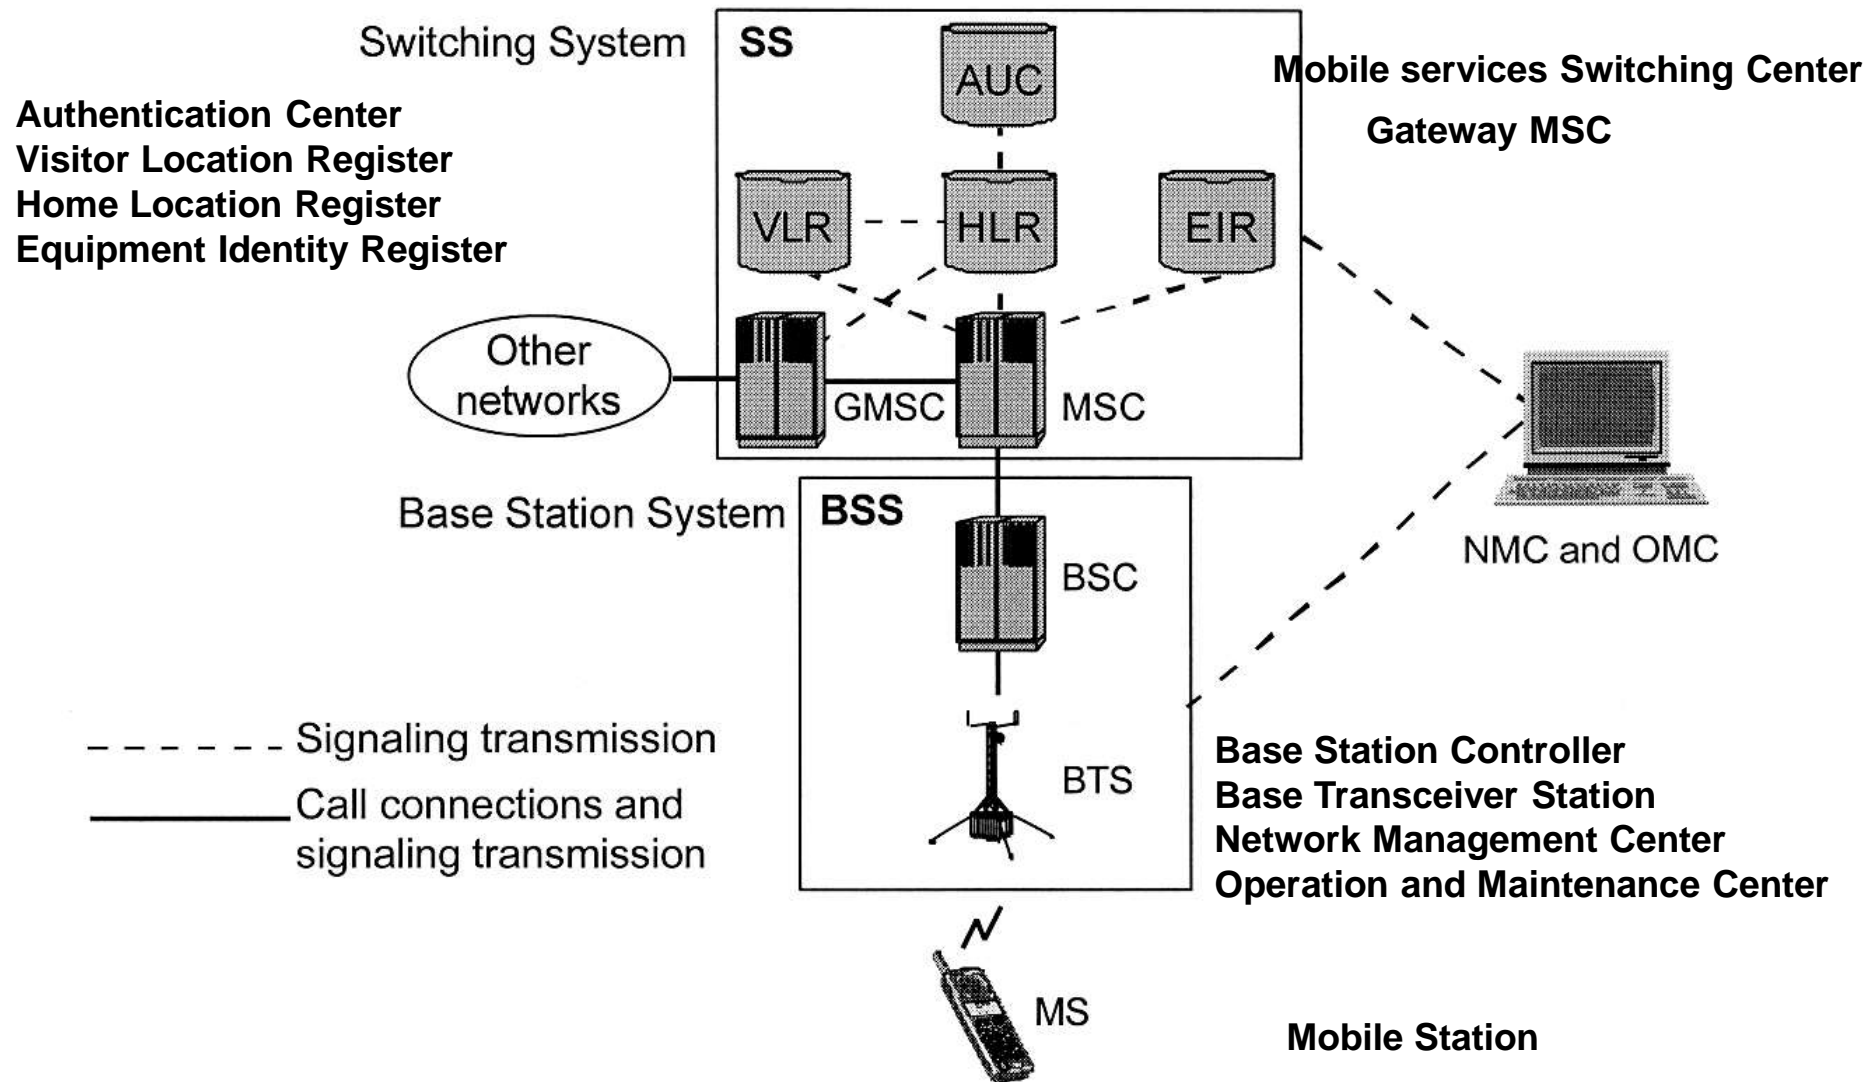 Switching System
SS
AUC
Mobile services Switching Center
Gateway MSC
Authentication Center
Visitor Location Register
Home Location Register
Equipment Identity Register
VLR
HLR
EIR
Other
networks
GMSC
MSC
Base Station System
BSS
BSC
NMC and OMC
Signaling transmission
Call connections and
signaling transmission
BTS
Base Station Controller
Base Transceiver Station
Network Management Center
Operation and Maintenance Center
MS
Mobile Station